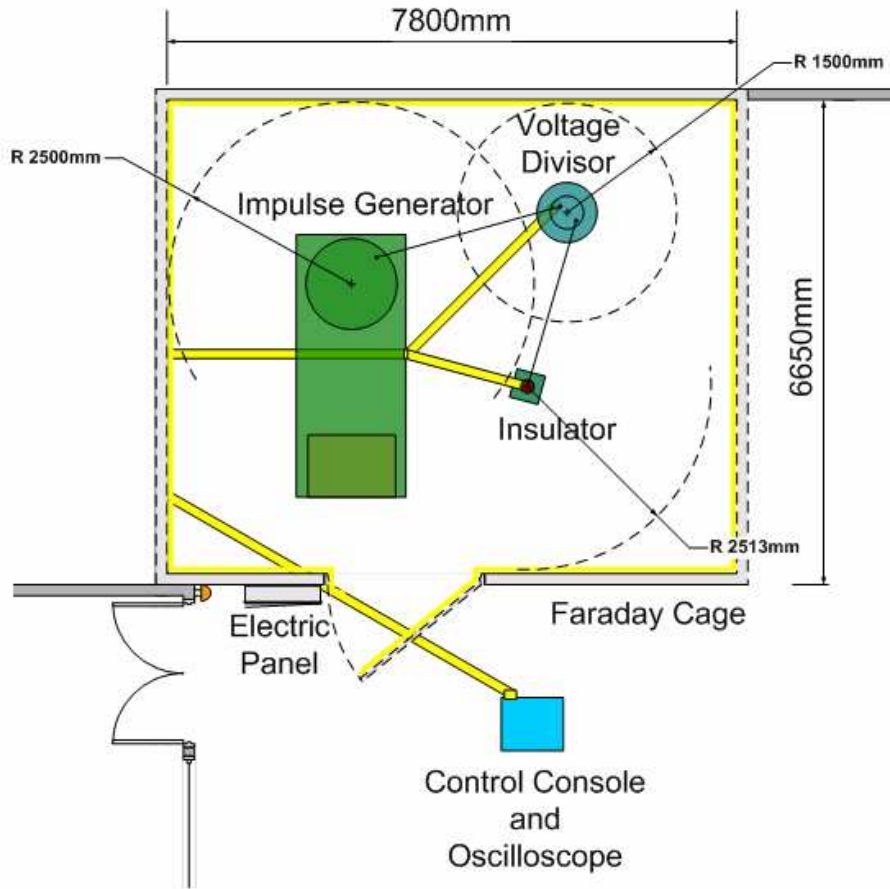 7800mm
R 1500mm
Voltage
Divisor
R 2500mm
Impulse Generator
6650mm
Insulator
R 2513mm
Faraday Cage
Electric
Panel
Control Console
and
Oscilloscope